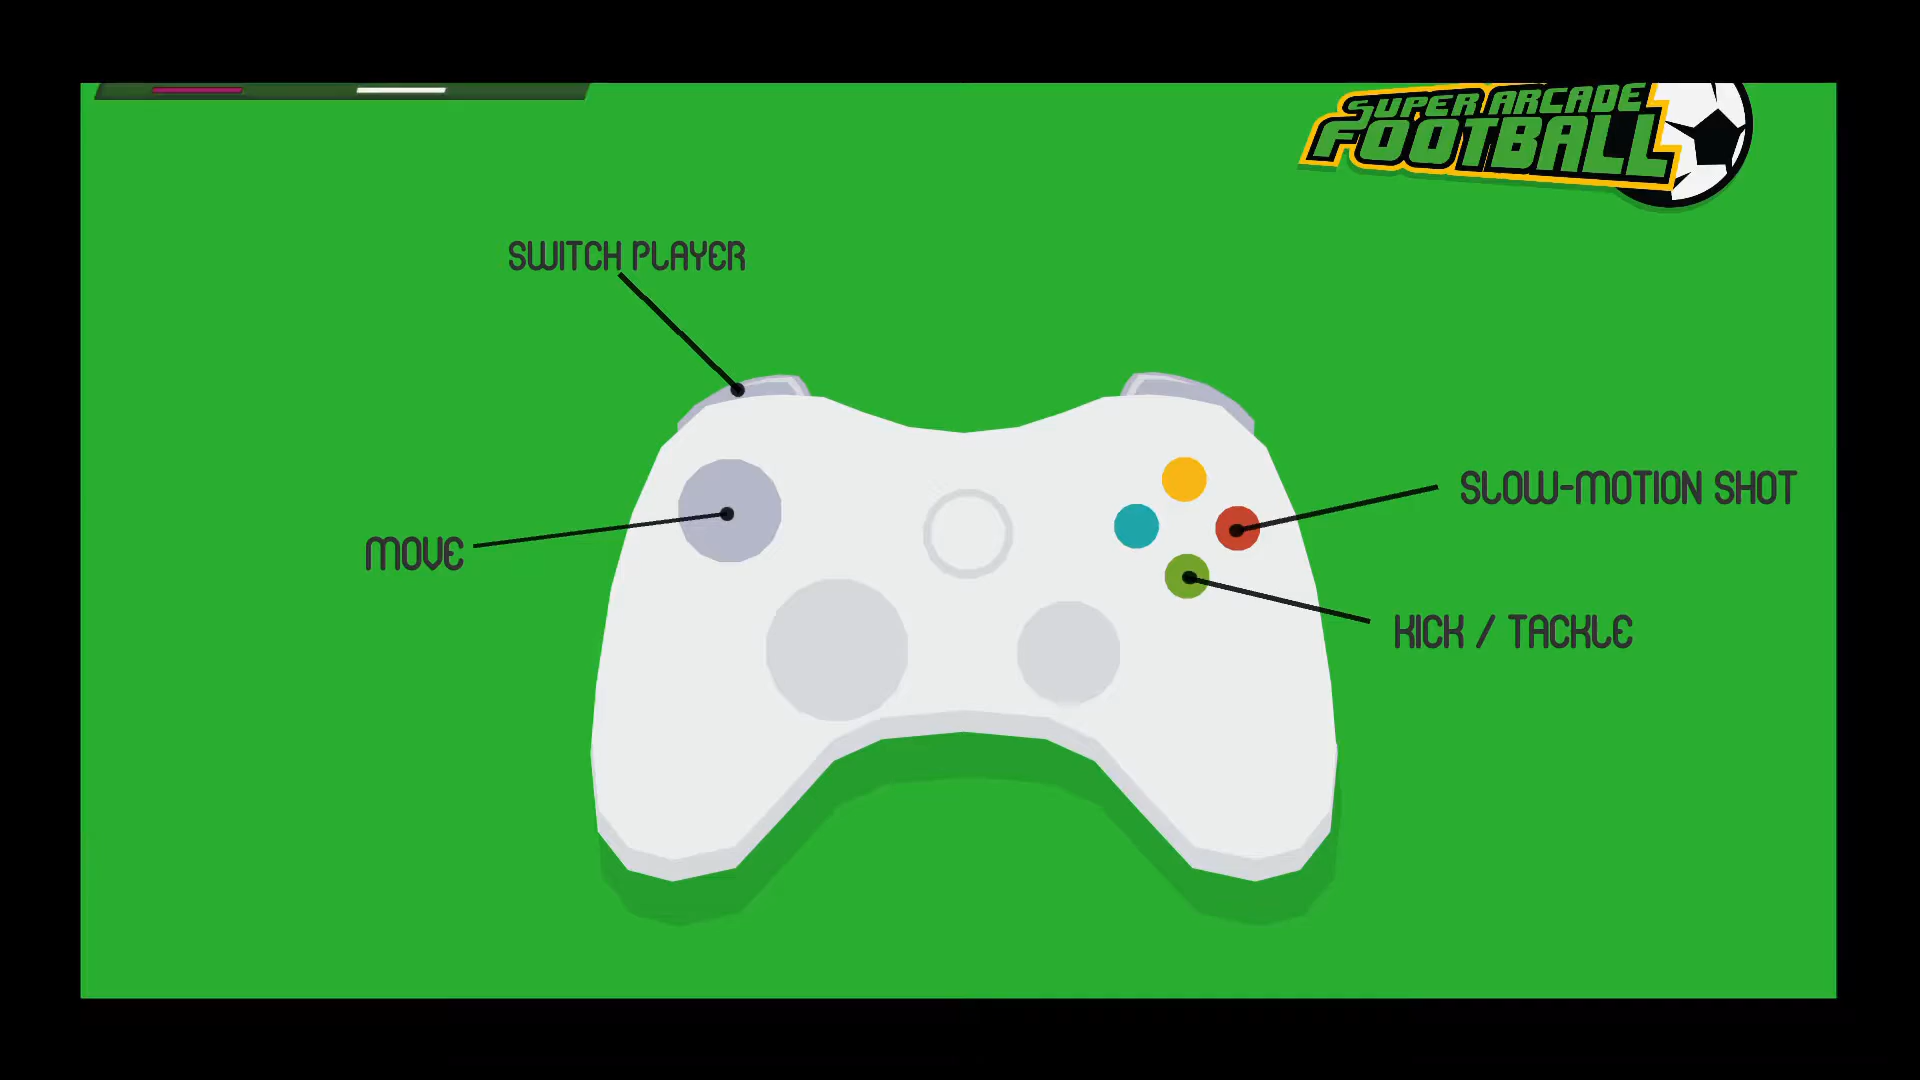 SUPER ARCADE
FOOTBALL
SWITCH PLAYER
SLOW-MOTION SHOT
MOVE
KICK / TACKLE